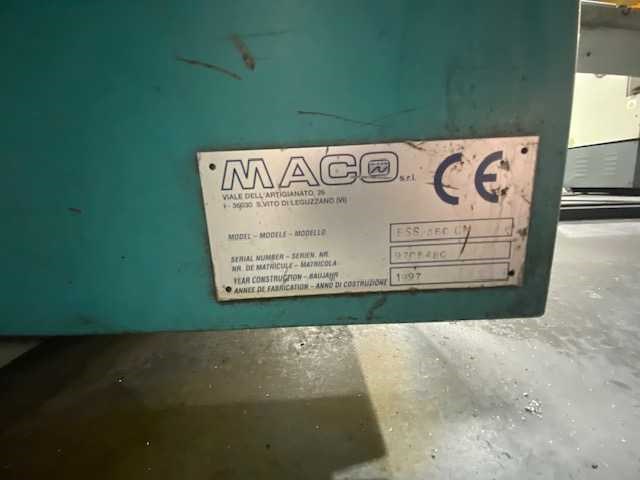 MACO s.r.l. CE
VIALE DELL'ARTIGIANATO, 26
I - 36030 S.VITO DI LEGUZZANO (VI)
MODEL - MODELE - MODELLO
SERIAL NUMBER - SERIEN. NR.
NR. DE MATRICULE - MATRICOLA
YEAR CONSTRUCTION - BAUJAHR
ANNEE DE FABRICATION - ANNO DI COSTRUZIONE
1997